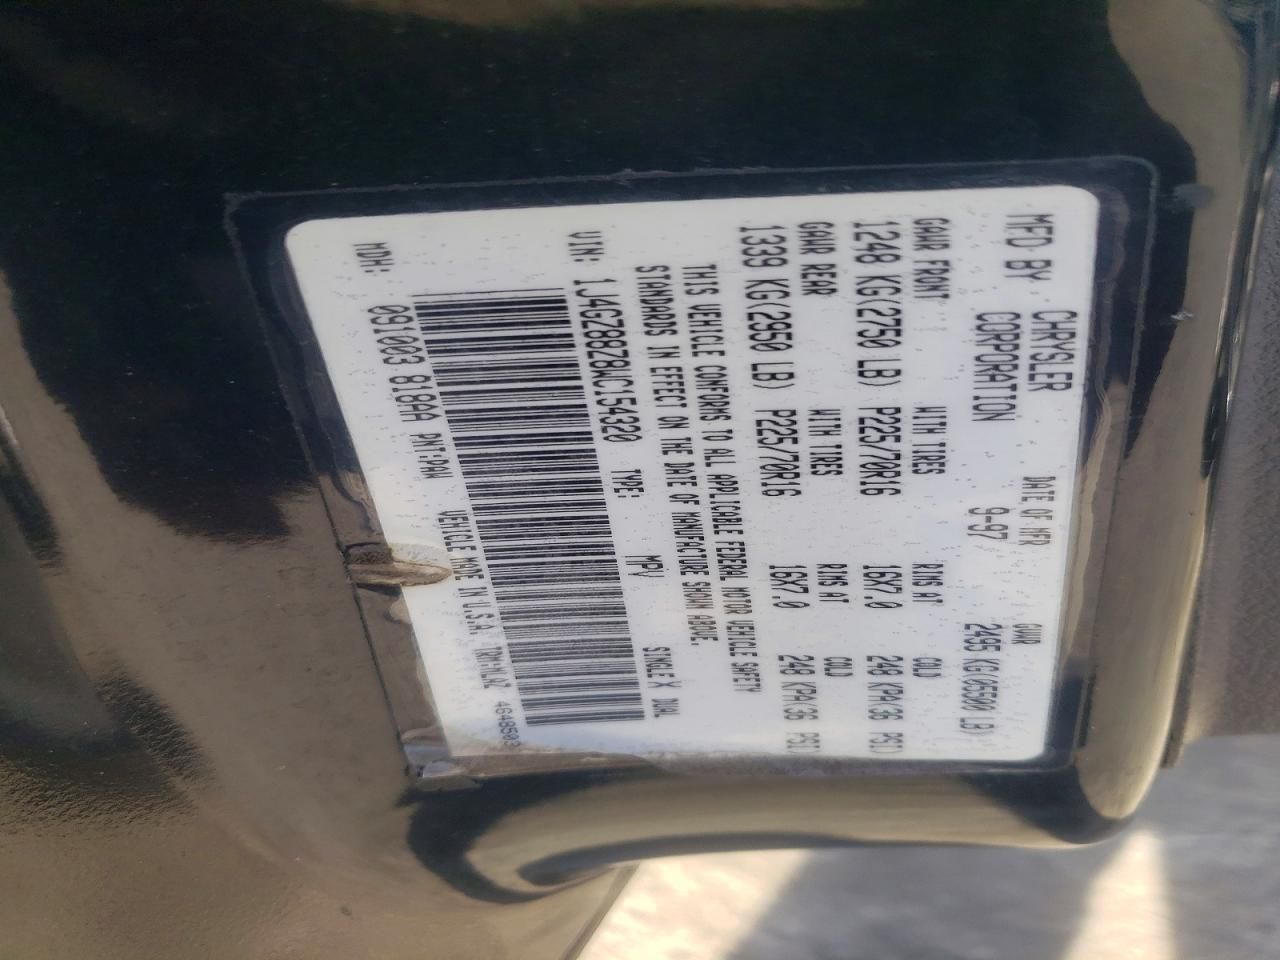 MFD BY CHRYSLER CORPORATION DATE OF MFR 9-97 GVWR 2495 KG(05500 LB)
GAWR FRONT WITH TIRES RIMS AT COLD
1248 KG(2750 LB) P225/70R16 16X7.0 248 KPA(36 PSI)
GAWR REAR WITH TIRES RIMS AT COLD
1339 KG(2950 LB) P225/70R16 16X7.0 248 KPA(36 PSI)
THIS VEHICLE CONFORMS TO ALL APPLICABLE FEDERAL MOTOR VEHICLE SAFETY
STANDARDS IN EFFECT ON THE DATE OF MANUFACTURE SHOWN ABOVE.
VIN: 1J4GZ88Z8WC154320 TYPE: MPV SINGLE X DUAL
MDH: 091003 818AA PNT: VEHICLE MADE IN U.S.A.